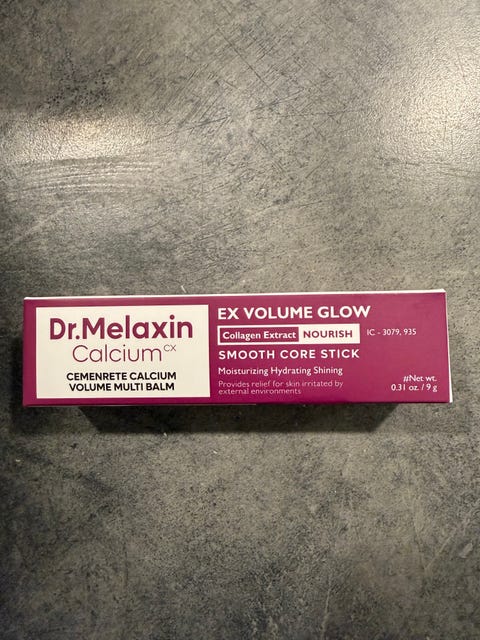 Dr.Melaxin
Calcium CX
CEMENRETE CALCIUM
VOLUME MULTI BALM
EX VOLUME GLOW
Collagen Extract NOURISH IC - 3079, 935
SMOOTH CORE STICK
Moisturizing Hydrating Shining
Provides relief for skin irritated by
external environments
#Net wt.
0.31 oz. / 9 g